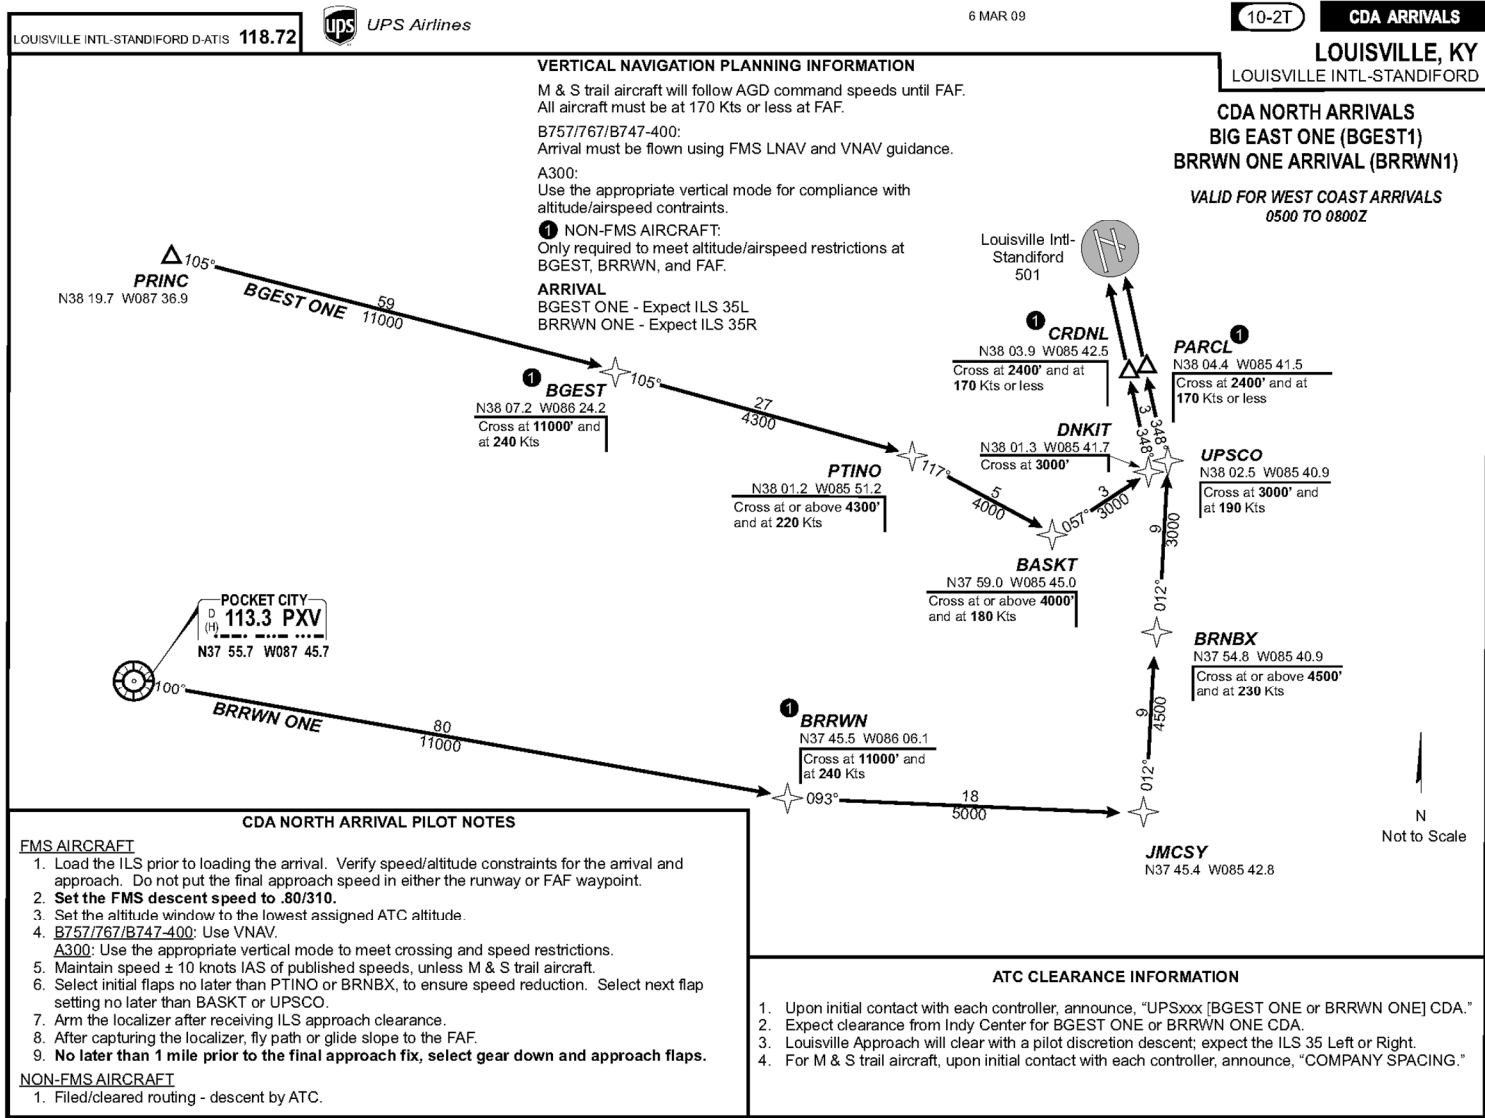 LOUISVILLE INTL-STANDIFORD D-ATIS 118.72
ups UPS Airlines
6 MAR 09
10-2T
CDA ARRIVALS
LOUISVILLE, KY
LOUISVILLE INTL-STANDIFORD
CDA NORTH ARRIVALS
BIG EAST ONE (BGEST1)
BRRWN ONE ARRIVAL (BRRWN1)
VALID FOR WEST COAST ARRIVALS
0500 TO 0800Z
VERTICAL NAVIGATION PLANNING INFORMATION
M & S trail aircraft will follow AGD command speeds until FAF.
All aircraft must be at 170 Kts or less at FAF.
B757/767/B747-400:
Arrival must be flown using FMS LNAV and VNAV guidance.
A300:
Use the appropriate vertical mode for compliance with
altitude/airspeed contraints.
1 NON-FMS AIRCRAFT:
Only required to meet altitude/airspeed restrictions at
BGEST, BRRWN, and FAF.
ARRIVAL
BGEST ONE - Expect ILS 35L
BRRWN ONE - Expect ILS 35R
Louisville Intl-
Standiford
501
105°
PRINC
N38 19.7 W087 36.9
BGEST ONE
59
11000
1
BGEST
N38 07.2 W086 24.2
Cross at 11000' and
at 240 Kts
105°
27
4300
PTINO
N38 01.2 W085 51.2
Cross at or above 4300'
and at 220 Kts
117°
5
4000
BASKT
N37 59.0 W085 45.0
Cross at or above 4000'
and at 180 Kts
057°
3
3000
DNKIT
N38 01.3 W085 41.7
Cross at 3000'
1
CRDNL
N38 03.9 W085 42.5
Cross at 2400' and at
170 Kts or less
1
PARCL
N38 04.4 W085 41.5
Cross at 2400' and at
170 Kts or less
3
348°
348°
UPSCO
N38 02.5 W085 40.9
Cross at 3000' and
at 190 Kts
9
3000
012°
BRNBX
N37 54.8 W085 40.9
Cross at or above 4500'
and at 230 Kts
9
4500
012°
POCKET CITY
D
(H)
113.3 PXV
N37 55.7 W087 45.7
100°
BRRWN ONE
80
11000
1
BRRWN
N37 45.5 W086 06.1
Cross at 11000' and
at 240 Kts
093°
18
5000
JMCSY
N37 45.4 W085 42.8
N
Not to Scale
CDA NORTH ARRIVAL PILOT NOTES
FMS AIRCRAFT
1. Load the ILS prior to loading the arrival. Verify speed/altitude constraints for the arrival and
approach. Do not put the final approach speed in either the runway or FAF waypoint.
2. Set the FMS descent speed to .80/310.
3. Set the altitude window to the lowest assigned ATC altitude.
4. B757/767/B747-400: Use VNAV.
A300: Use the appropriate vertical mode to meet crossing and speed restrictions.
5. Maintain speed ± 10 knots IAS of published speeds, unless M & S trail aircraft.
6. Select initial flaps no later than PTINO or BRNBX, to ensure speed reduction. Select next flap
setting no later than BASKT or UPSCO.
7. Arm the localizer after receiving ILS approach clearance.
8. After capturing the localizer, fly path or glide slope to the FAF.
9. No later than 1 mile prior to the final approach fix, select gear down and approach flaps.
NON-FMS AIRCRAFT
1. Filed/cleared routing - descent by ATC.
ATC CLEARANCE INFORMATION
1. Upon initial contact with each controller, announce, “UPSxxx [BGEST ONE or BRRWN ONE] CDA.”
2. Expect clearance from Indy Center for BGEST ONE or BRRWN ONE CDA.
3. Louisville Approach will clear with a pilot discretion descent; expect the ILS 35 Left or Right.
4. For M & S trail aircraft, upon initial contact with each controller, announce, “COMPANY SPACING.”